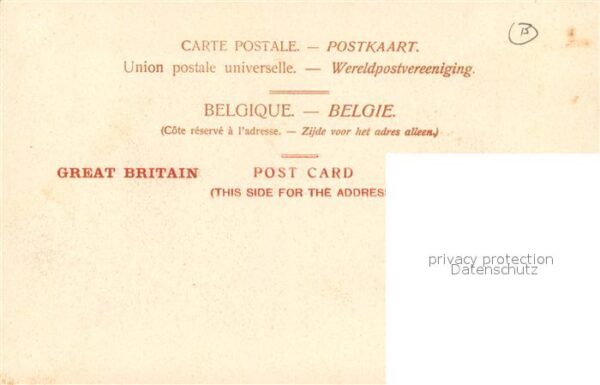 B
CARTE POSTALE. — POSTKAART.
Union postale universelle. — Wereldpostvereeniging.
BELGIQUE. — BELGIE.
(Côte réservé à l'adresse. — Zijde voor het adres alleen.)
GREAT BRITAIN POST CARD
(THIS SIDE FOR THE ADDRES
privacy protection
Datenschutz